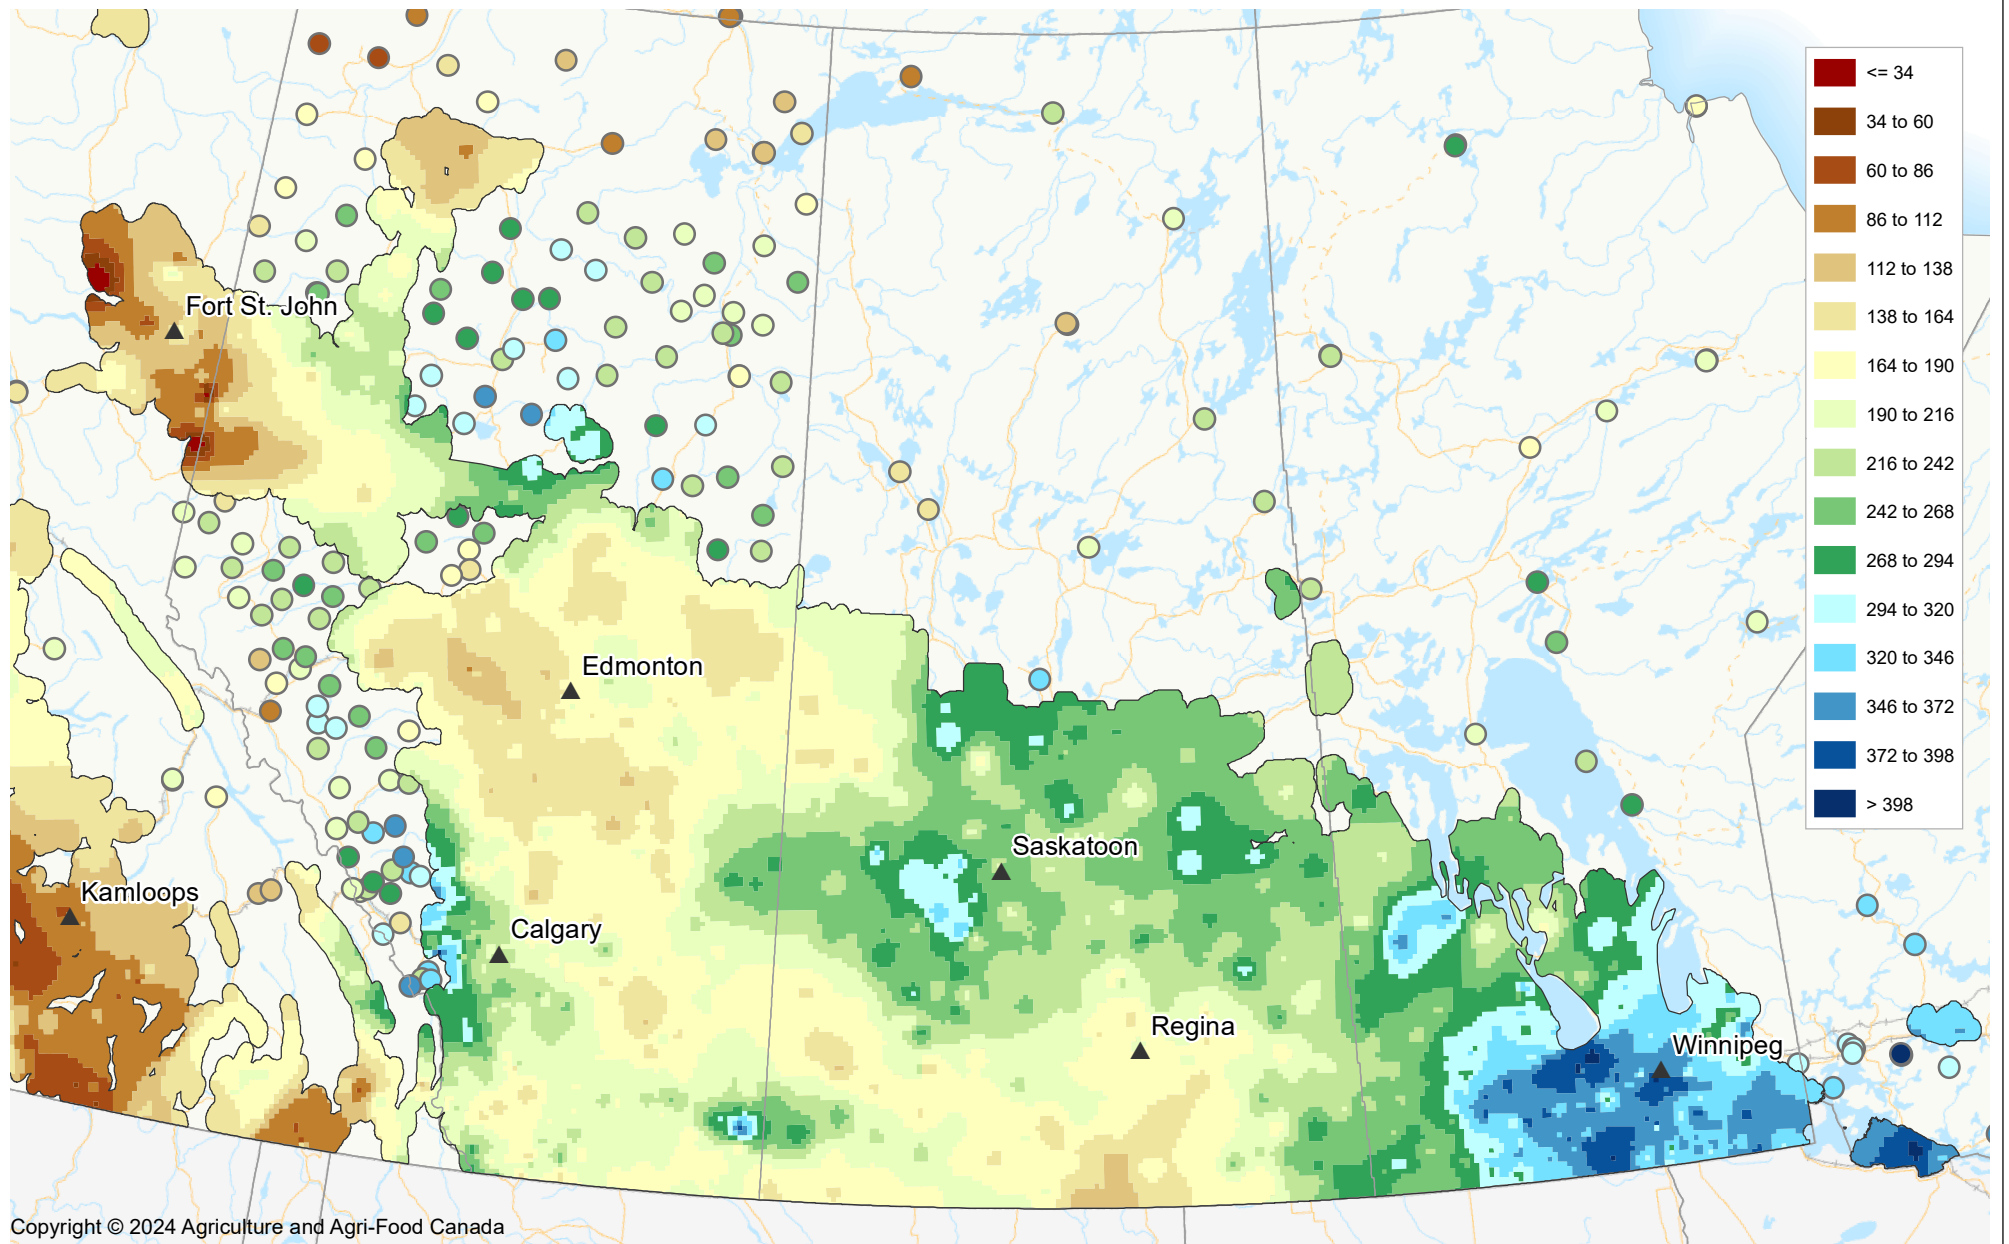 <= 34
34 to 60
60 to 86
86 to 112
112 to 138
138 to 164
164 to 190
190 to 216
216 to 242
242 to 268
268 to 294
294 to 320
320 to 346
346 to 372
372 to 398
> 398
Fort St. John
Edmonton
Saskatoon
Kamloops
Calgary
Regina
Winnipeg
Copyright © 2024 Agriculture and Agri-Food Canada